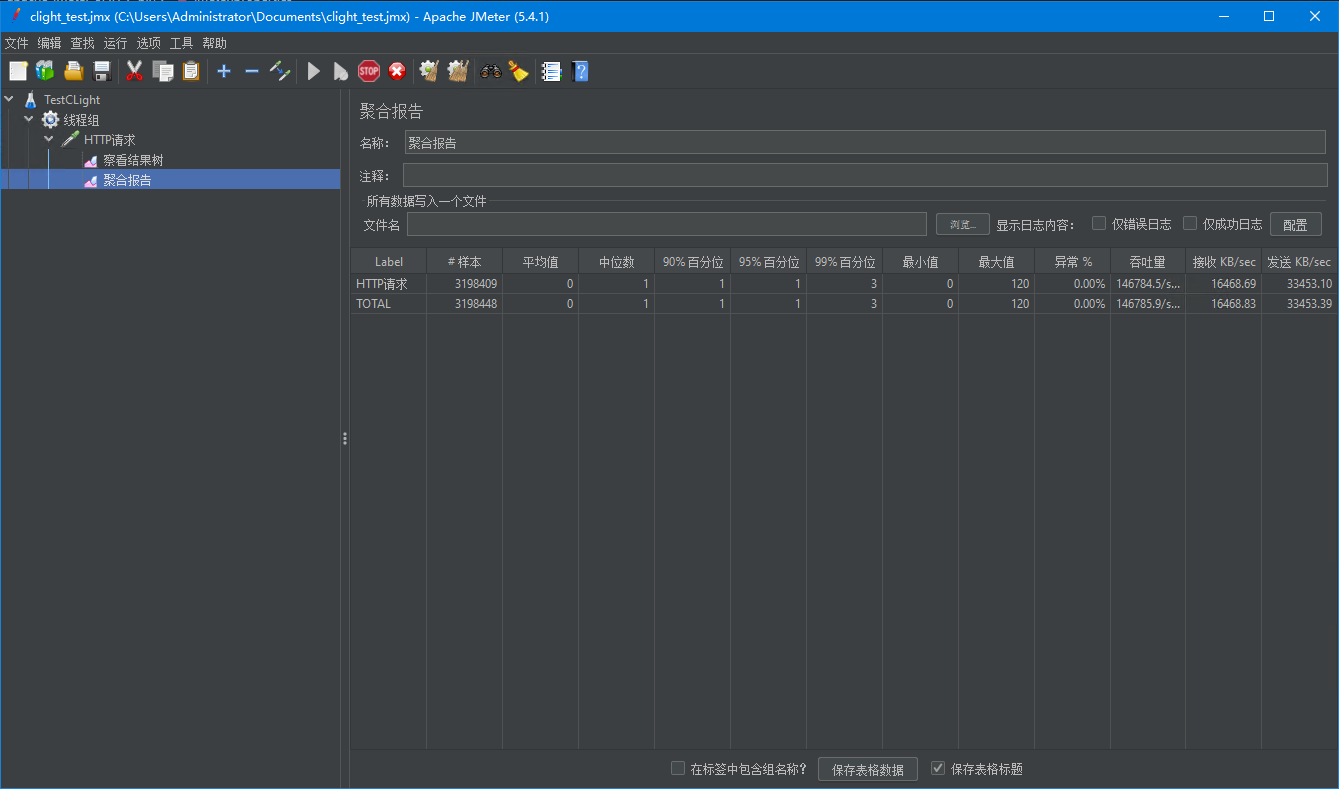 clight_test.jmx (C:\Users\Administrator\Documents\clight_test.jmx) - Apache JMeter (5.4.1)
文件 编辑 查找 运行 选项 工具 帮助
STOP
TestCLight
线程组
HTTP请求
察看结果树
聚合报告
聚合报告
名称: 聚合报告
注释:
所有数据写入一个文件
文件名 浏览... 显示日志内容: 仅错误日志 仅成功日志 配置
Label # 样本 平均值 中位数 90% 百分位 95% 百分位 99% 百分位 最小值 最大值 异常 % 吞吐量 接收 KB/sec 发送 KB/sec
HTTP请求 3198409 0 1 1 1 3 0 120 0.00% 146784.5/s... 16468.69 33453.10
TOTAL 3198448 0 1 1 1 3 0 120 0.00% 146785.9/s... 16468.83 33453.39
在标签中包含组名称? 保存表格数据 保存表格标题